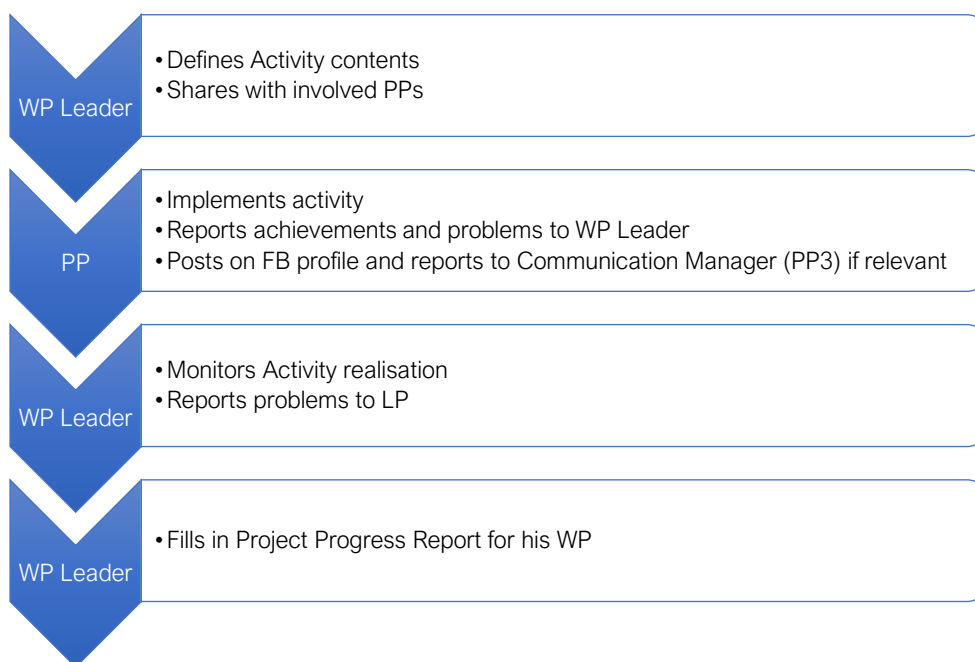 WP Leader
• Defines Activity contents
• Shares with involved PPs
PP
• Implements activity
• Reports achievements and problems to WP Leader
• Posts on FB profile and reports to Communication Manager (PP3) if relevant
WP Leader
• Monitors Activity realisation
• Reports problems to LP
WP Leader
• Fills in Project Progress Report for his WP